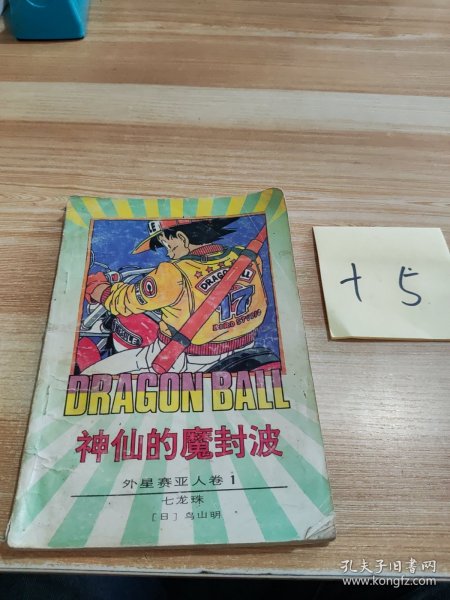 DRAGON BALL
17
DRAGON BALL
神仙的魔封波
外星赛亚人卷1
七龙珠
［日］鸟山明
十5
孔夫子旧书网
www.kongfz.com